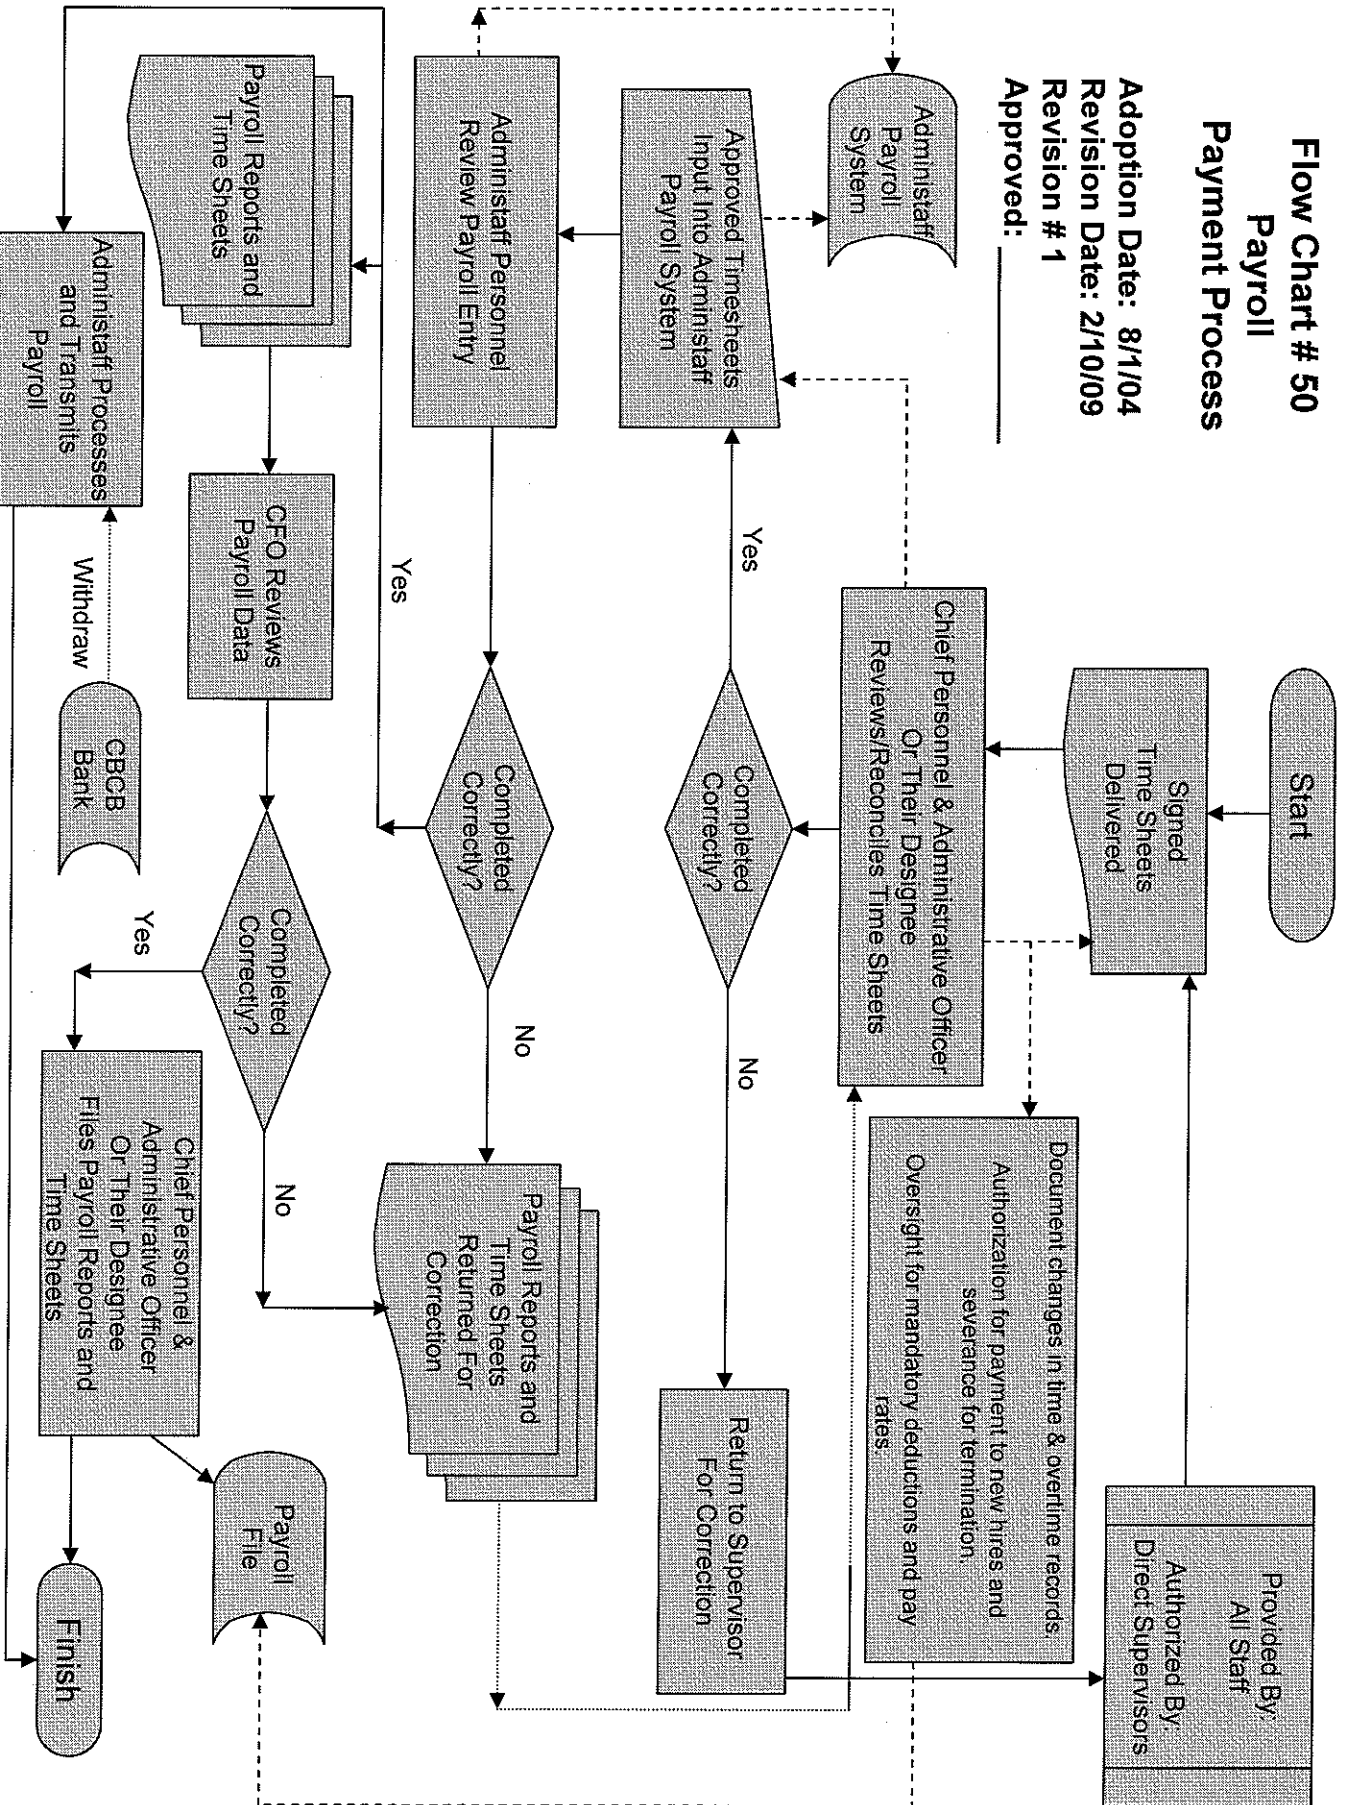 Flow Chart # 50
Payroll
Payment Process
Adoption Date: 8/1/04
Revision Date: 2/10/09
Revision # 1
Approved:
Start
Signed
Time Sheets
Delivered
Provided By:
All Staff
Authorized By:
Direct Supervisors
Chief Personnel & Administrative Officer
Or Their Designee
Reviews/Reconciles Time Sheets
Document changes in time & overtime records.
Authorization for payment to new hires and
severance for termination.
Oversight for mandatory deductions and pay
rates.
Administaff
Payroll
System
Approved Timesheets
Input Into Administaff
Payroll System
Yes
Completed
Correctly?
No
Return to Supervisor
For Correction
Administaff Personnel
Review Payroll Entry
Completed
Correctly?
No
Payroll Reports and
Time Sheets
Returned For
Correction
Yes
Payroll Reports and
Time Sheets
CFO Reviews
Payroll Data
Completed
Correctly?
No
Payroll
File
Yes
Chief Personnel &
Administrative Officer
Or Their Designee
Files Payroll Reports and
Time Sheets
Administaff Processes
and Transmits
Payroll
Withdraw
CBCB
Bank
Finish